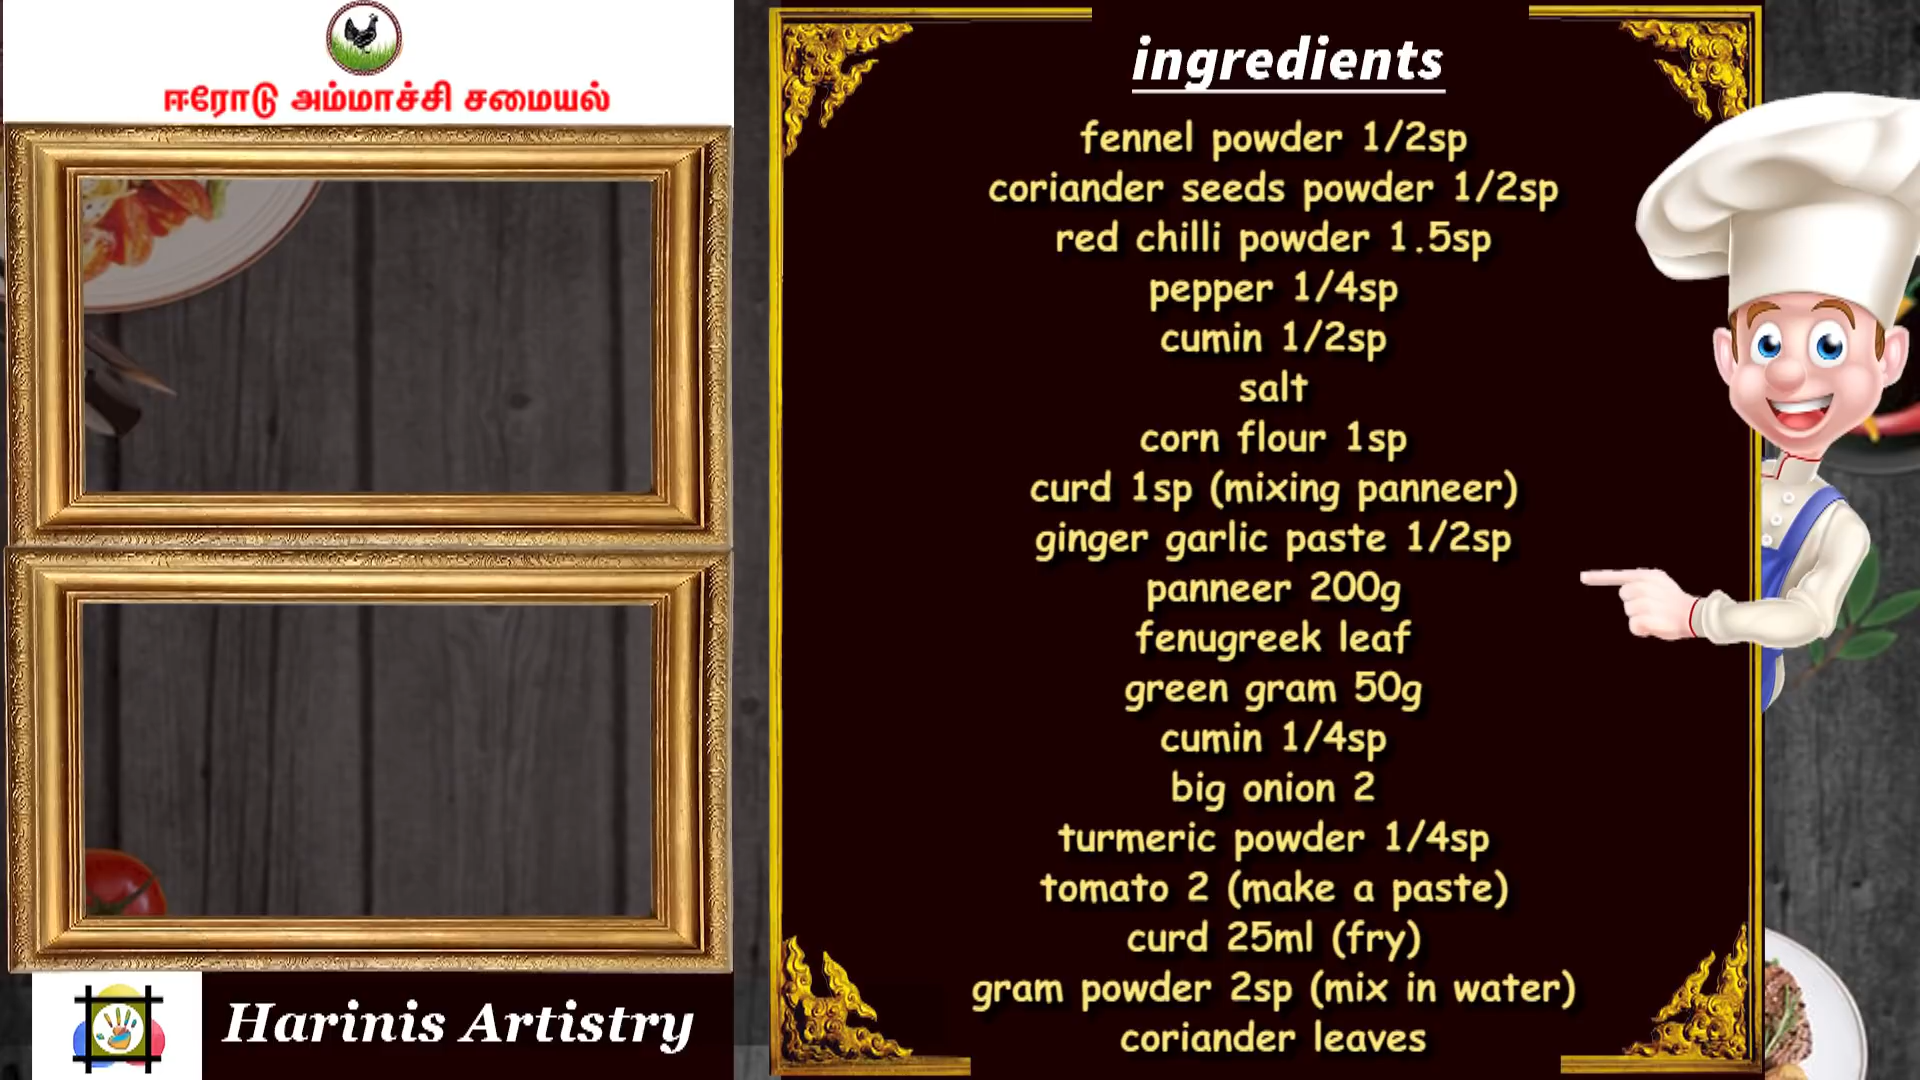 ஈரோடு அம்மாச்சி சமையல்
Harinis Artistry
ingredients
fennel powder 1/2sp
coriander seeds powder 1/2sp
red chilli powder 1.5sp
pepper 1/4sp
cumin 1/2sp
salt
corn flour 1sp
curd 1sp (mixing panneer)
ginger garlic paste 1/2sp
panneer 200g
fenugreek leaf
green gram 50g
cumin 1/4sp
big onion 2
turmeric powder 1/4sp
tomato 2 (make a paste)
curd 25ml (fry)
gram powder 2sp (mix in water)
coriander leaves